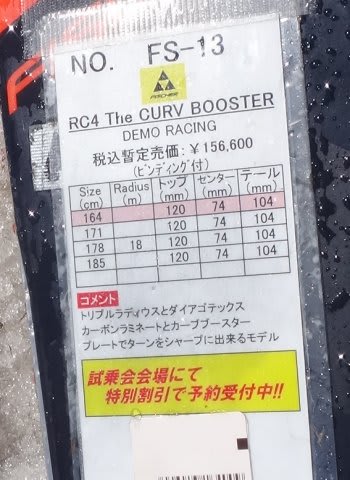 NO. FS-13
FISCHER
RC4 The CURV BOOSTER
DEMO RACING
税込暫定売価：￥156,600
(ビンディング付)
Size (cm) Radius (m) トップ (mm) センター (mm) テール (mm)
164 120 74 104
171 120 74 104
178 18 120 74 104
185 120 74 104
コメント
トリプルラディウスとダイアゴテックス
カーボンラミネートとカーブブースター
プレートでターンをシャープに出来るモデル
試乗会会場にて
特別割引で予約受付中!!